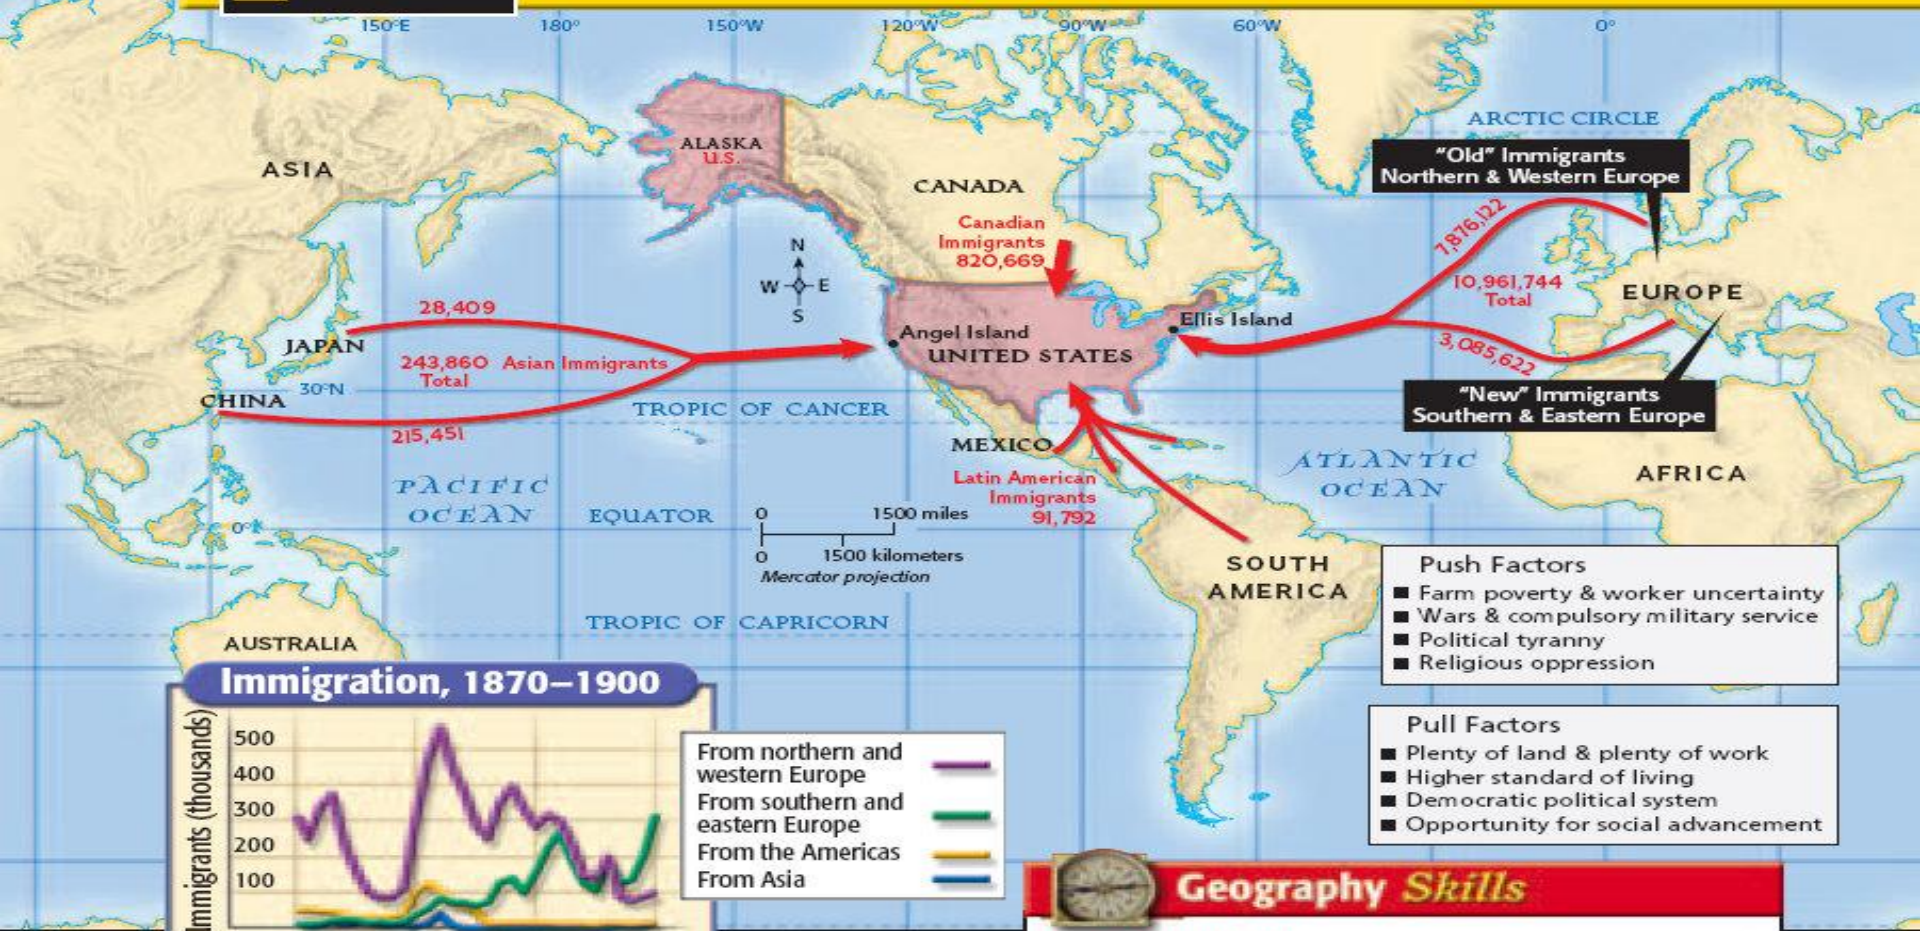 150°E
180°
150°W
120°W
90°W
60°W
0°
ARCTIC CIRCLE
"Old" Immigrants
Northern & Western Europe
ALASKA
U.S.
ASIA
CANADA
Canadian
Immigrants
820,669
N
W E
S
7,876,122
10,961,744
Total
EUROPE
28,409
JAPAN
243,860 Asian Immigrants
Total
30°N
CHINA
215,451
Angel Island
UNITED STATES
Ellis Island
3,085,622
"New" Immigrants
Southern & Eastern Europe
TROPIC OF CANCER
MEXICO
Latin American
Immigrants
91,792
ATLANTIC
OCEAN
AFRICA
PACIFIC
OCEAN
EQUATOR
0°
0 1500 miles
0 1500 kilometers
Mercator projection
SOUTH
AMERICA
TROPIC OF CAPRICORN
AUSTRALIA
Push Factors
■ Farm poverty & worker uncertainty
■ Wars & compulsory military service
■ Political tyranny
■ Religious oppression
Pull Factors
■ Plenty of land & plenty of work
■ Higher standard of living
■ Democratic political system
■ Opportunity for social advancement
Immigration, 1870–1900
Immigrants (thousands)
500
400
300
200
100
From northern and
western Europe
From southern and
eastern Europe
From the Americas
From Asia
Geography Skills